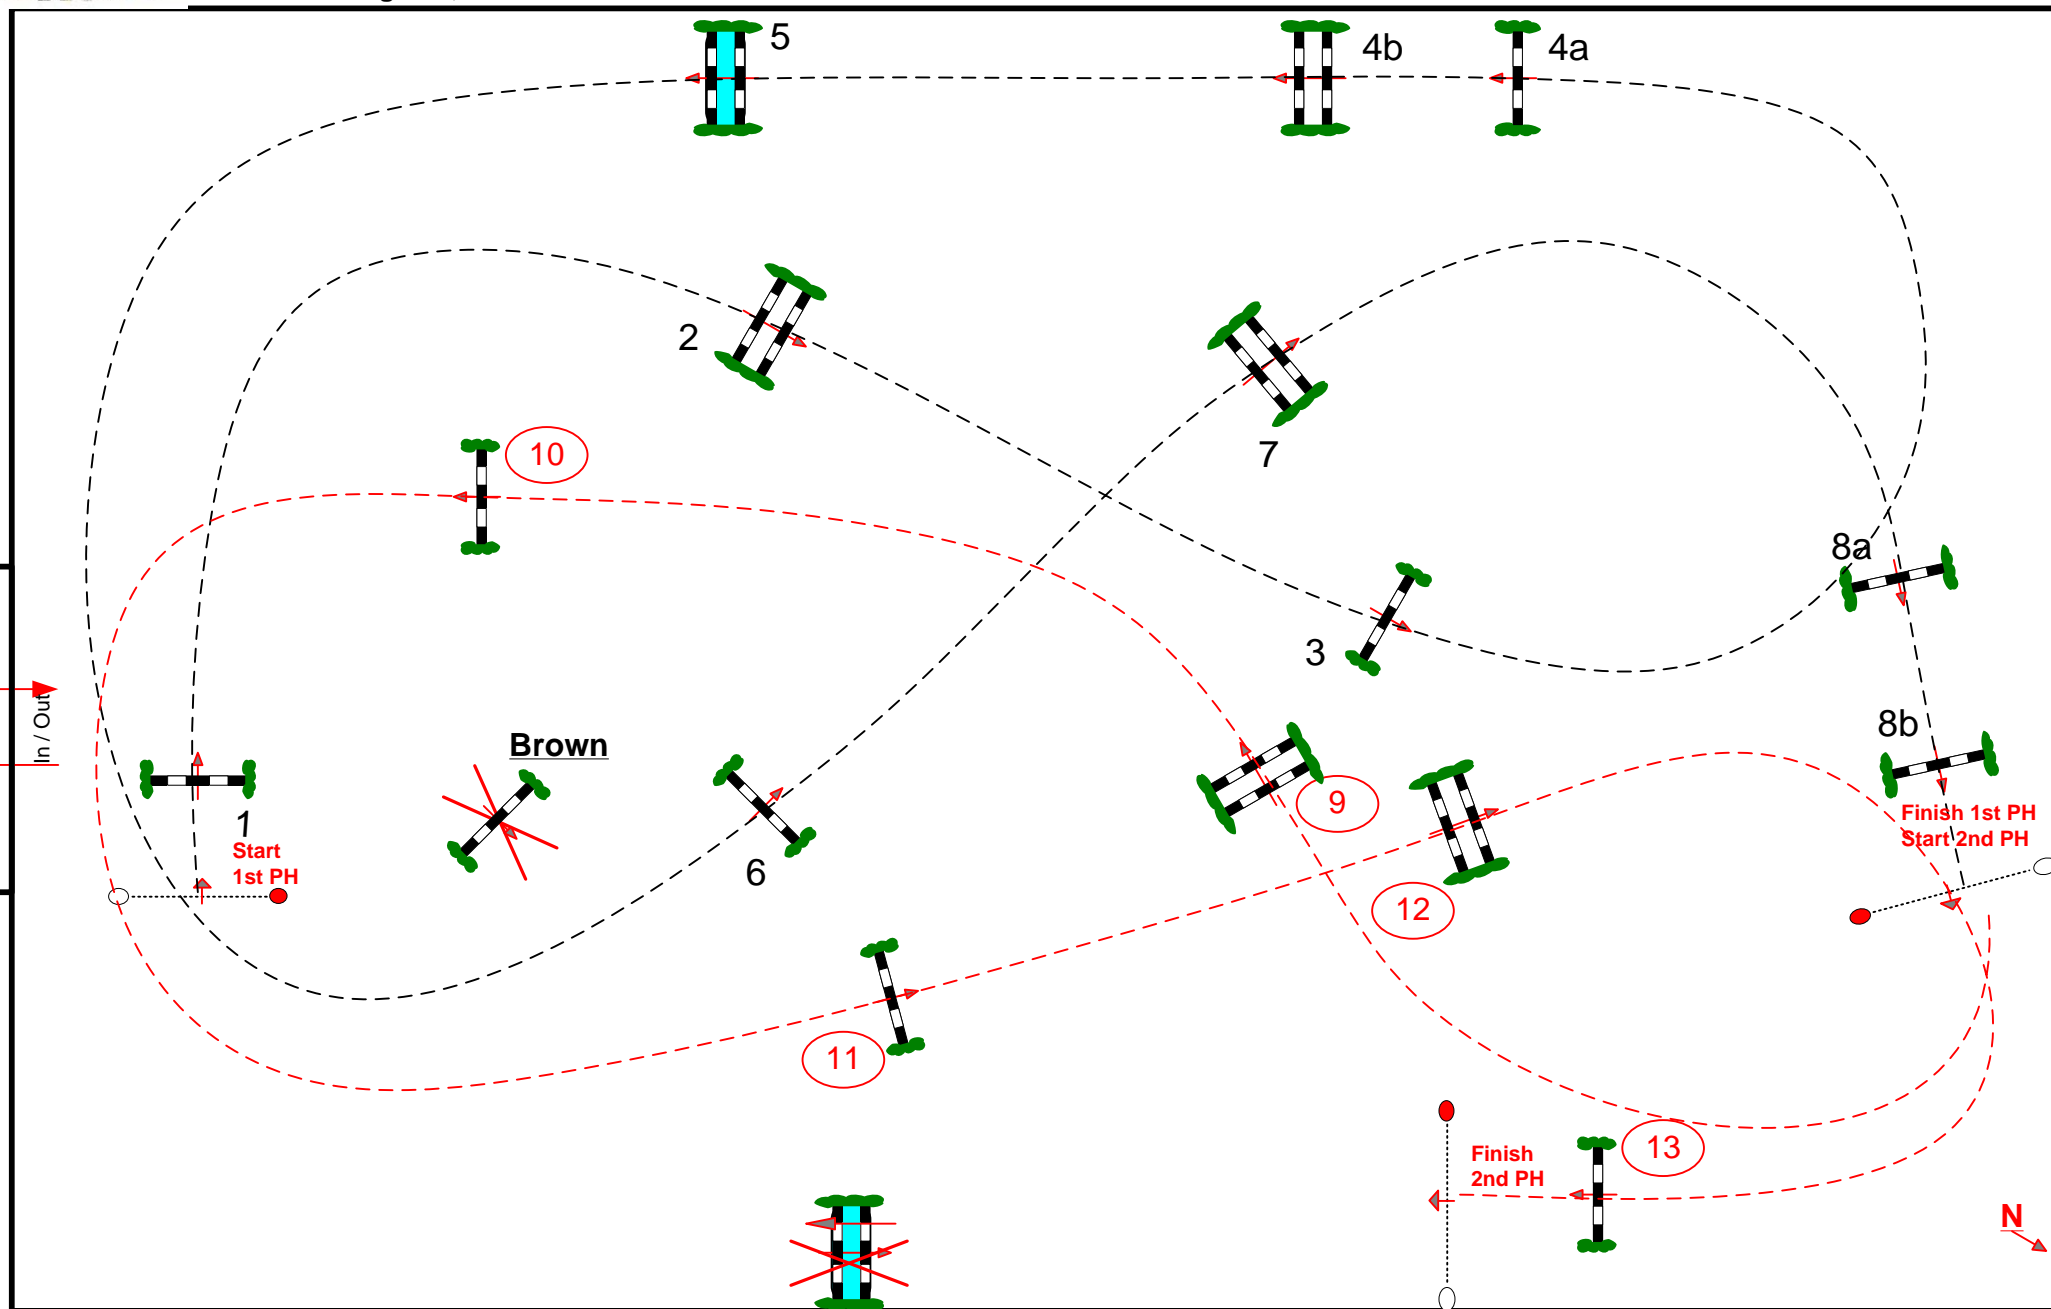 5
4b
4a
2
7
10
8a
3
In / Out
8b
Brown
9
1
Start
1st PH
Finish 1st PH
Start 2nd PH
6
12
11
13
Finish
2nd PH
N